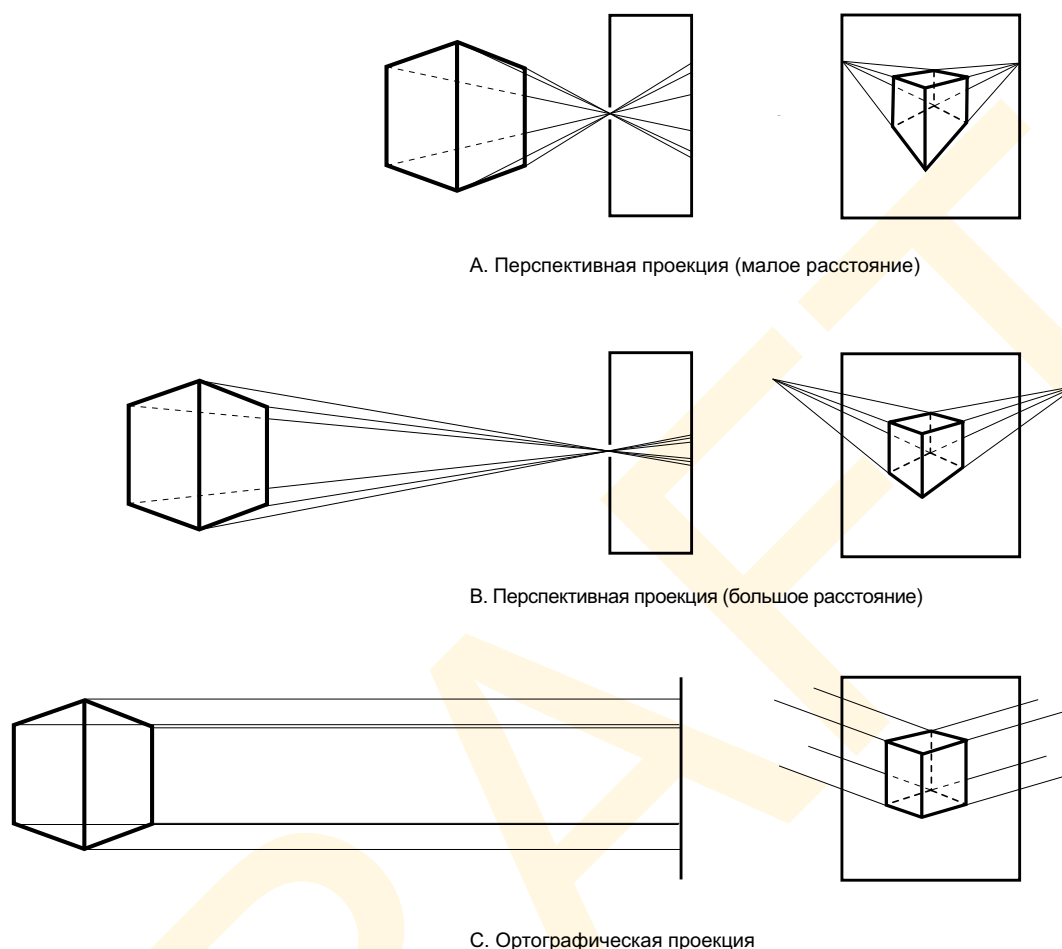 A. Перспективная проекция (малое расстояние)
B. Перспективная проекция (большое расстояние)
C. Ортографическая проекция